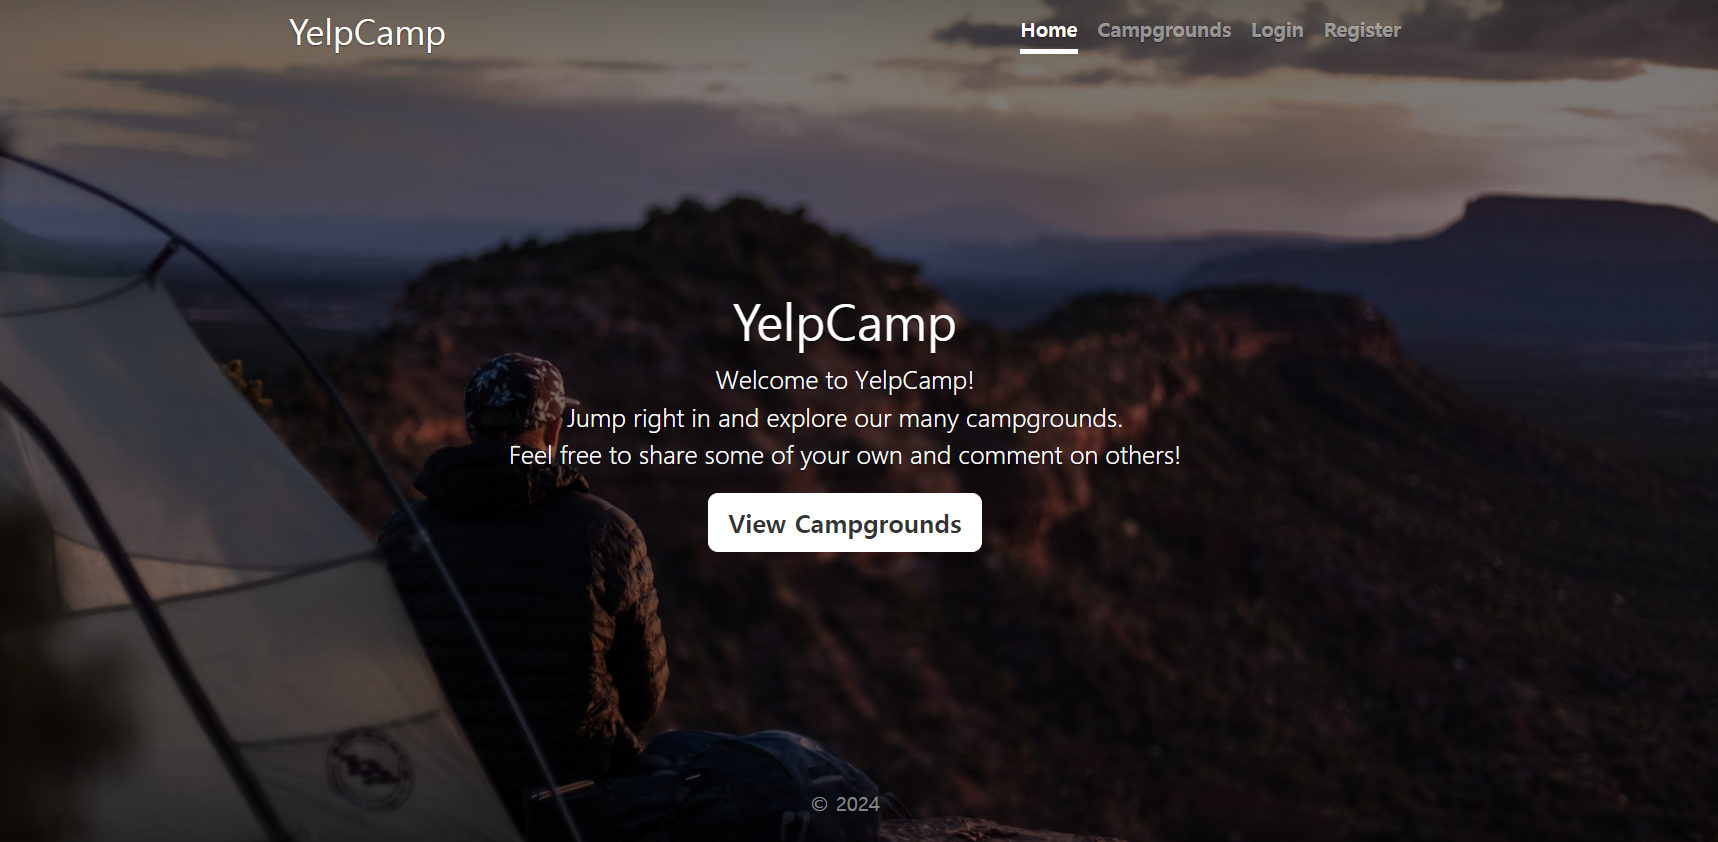 YelpCamp
Home Campgrounds Login Register
YelpCamp
Welcome to YelpCamp!
Jump right in and explore our many campgrounds.
Feel free to share some of your own and comment on others!
View Campgrounds
© 2024